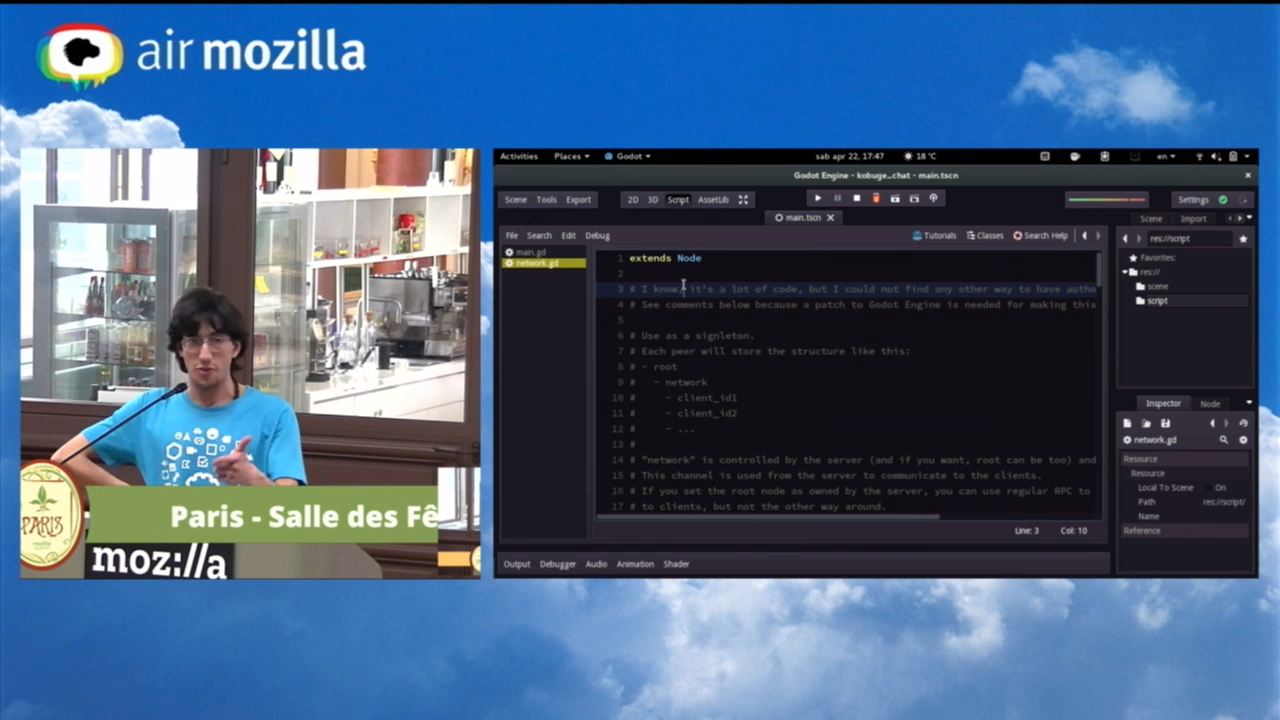 air mozilla
PARIS
mozilla
Paris - Salle des Fê
moz://a
Activities Places Godot sab apr 22, 17:47 18 °C en
Godot Engine - kobuge_chat - main.tscn
Scene Tools Export 2D 3D Script AssetLib Settings
main.tscn
Scene Import
File Search Edit Debug Tutorials Classes Search Help
res://script
main.gd
network.gd
Favorites:
res://
scene
script
1 extends Node
2
3 # I know, it's a lot of code, but I could not find any other way to have autho
4 # See comments below because a patch to Godot Engine is needed for making this
5
6 # Use as a signleton.
7 # Each peer will store the structure like this:
8 # - root
9 # - network
10 # - client_id1
11 # - client_id2
12 # - ...
13 #
14 # "network" is controlled by the server (and if you want, root can be too) and
15 # This channel is used from the server to communicate to the clients.
16 # If you set the root node as owned by the server, you can use regular RPC to
17 # to clients, but not the other way around.
Line: 3 Col: 10
Inspector Node
network.gd
Resource
Resource
Local To Scene On
Path res://script/
Name
Reference
Output Debugger Audio Animation Shader